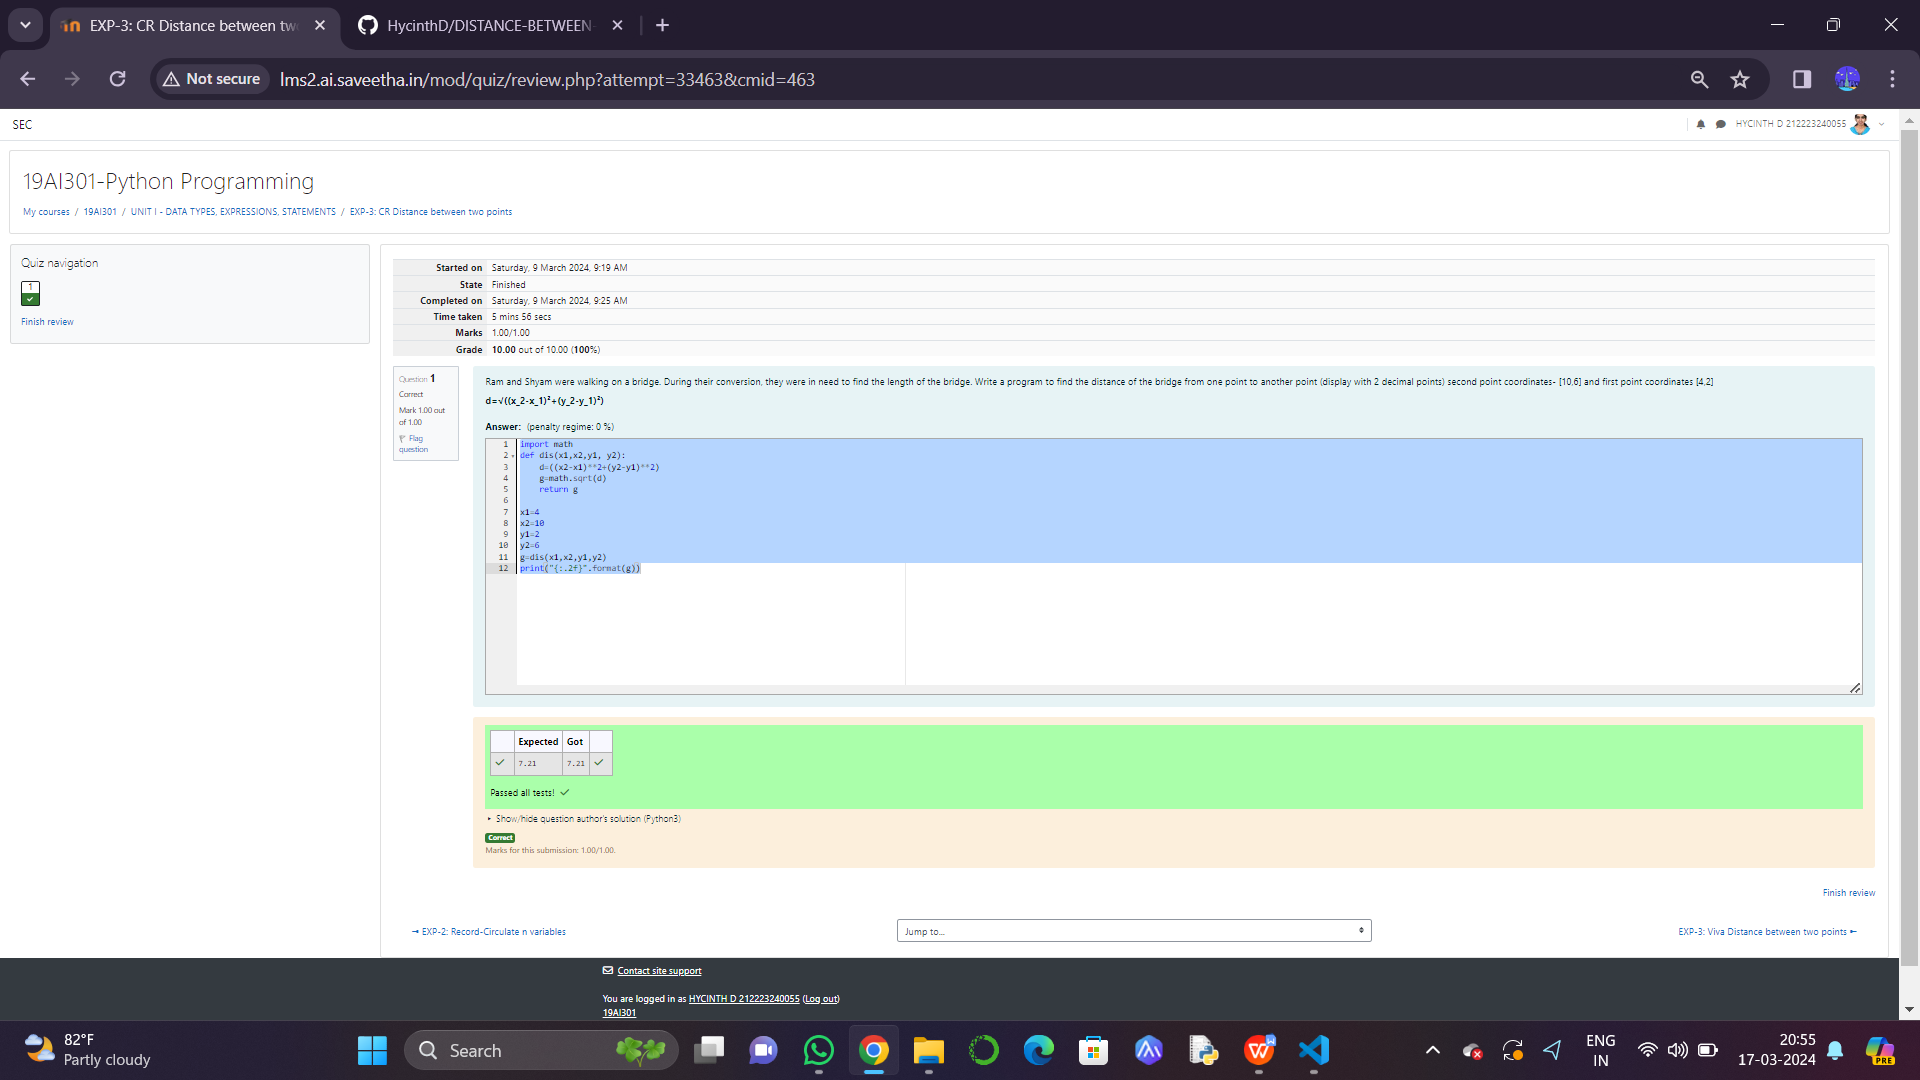 EXP-3: CR Distance between tw
HycinthD/DISTANCE-BETWEEN-
Not secure
lms2.ai.saveetha.in/mod/quiz/review.php?attempt=33463&cmid=463
SEC
HYCINTH D 212223240055
19AI301-Python Programming
My courses / 19AI301 / UNIT I - DATA TYPES, EXPRESSIONS, STATEMENTS / EXP-3: CR Distance between two points
Quiz navigation
1
Finish review
Started on Saturday, 9 March 2024, 9:19 AM
State Finished
Completed on Saturday, 9 March 2024, 9:25 AM
Time taken 5 mins 56 secs
Marks 1.00/1.00
Grade 10.00 out of 10.00 (100%)
Question 1
Correct
Mark 1.00 out
of 1.00
Flag
question
Ram and Shyam were walking on a bridge. During their conversion, they were in need to find the length of the bridge. Write a program to find the distance of the bridge from one point to another point (display with 2 decimal points) second point coordinates- [10,6] and first point coordinates [4,2]
d=√((x_2-x_1)²+(y_2-y_1)²)
Answer: (penalty regime: 0 %)
1 import math
2 def dis(x1,x2,y1, y2):
3 d=((x2-x1)**2+(y2-y1)**2)
4 g=math.sqrt(d)
5 return g
6
7 x1=4
8 x2=10
9 y1=2
10 y2=6
11 g=dis(x1,x2,y1,y2)
12 print("{:.2f}".format(g))
Expected Got
7.21 7.21
Passed all tests!
Show/hide question author's solution (Python3)
Correct
Marks for this submission: 1.00/1.00.
Finish review
EXP-2: Record-Circulate n variables
Jump to...
EXP-3: Viva Distance between two points
Contact site support
You are logged in as HYCINTH D 212223240055 (Log out)
19AI301
82°F
Partly cloudy
Search
ENG
IN
20:55
17-03-2024
PRE